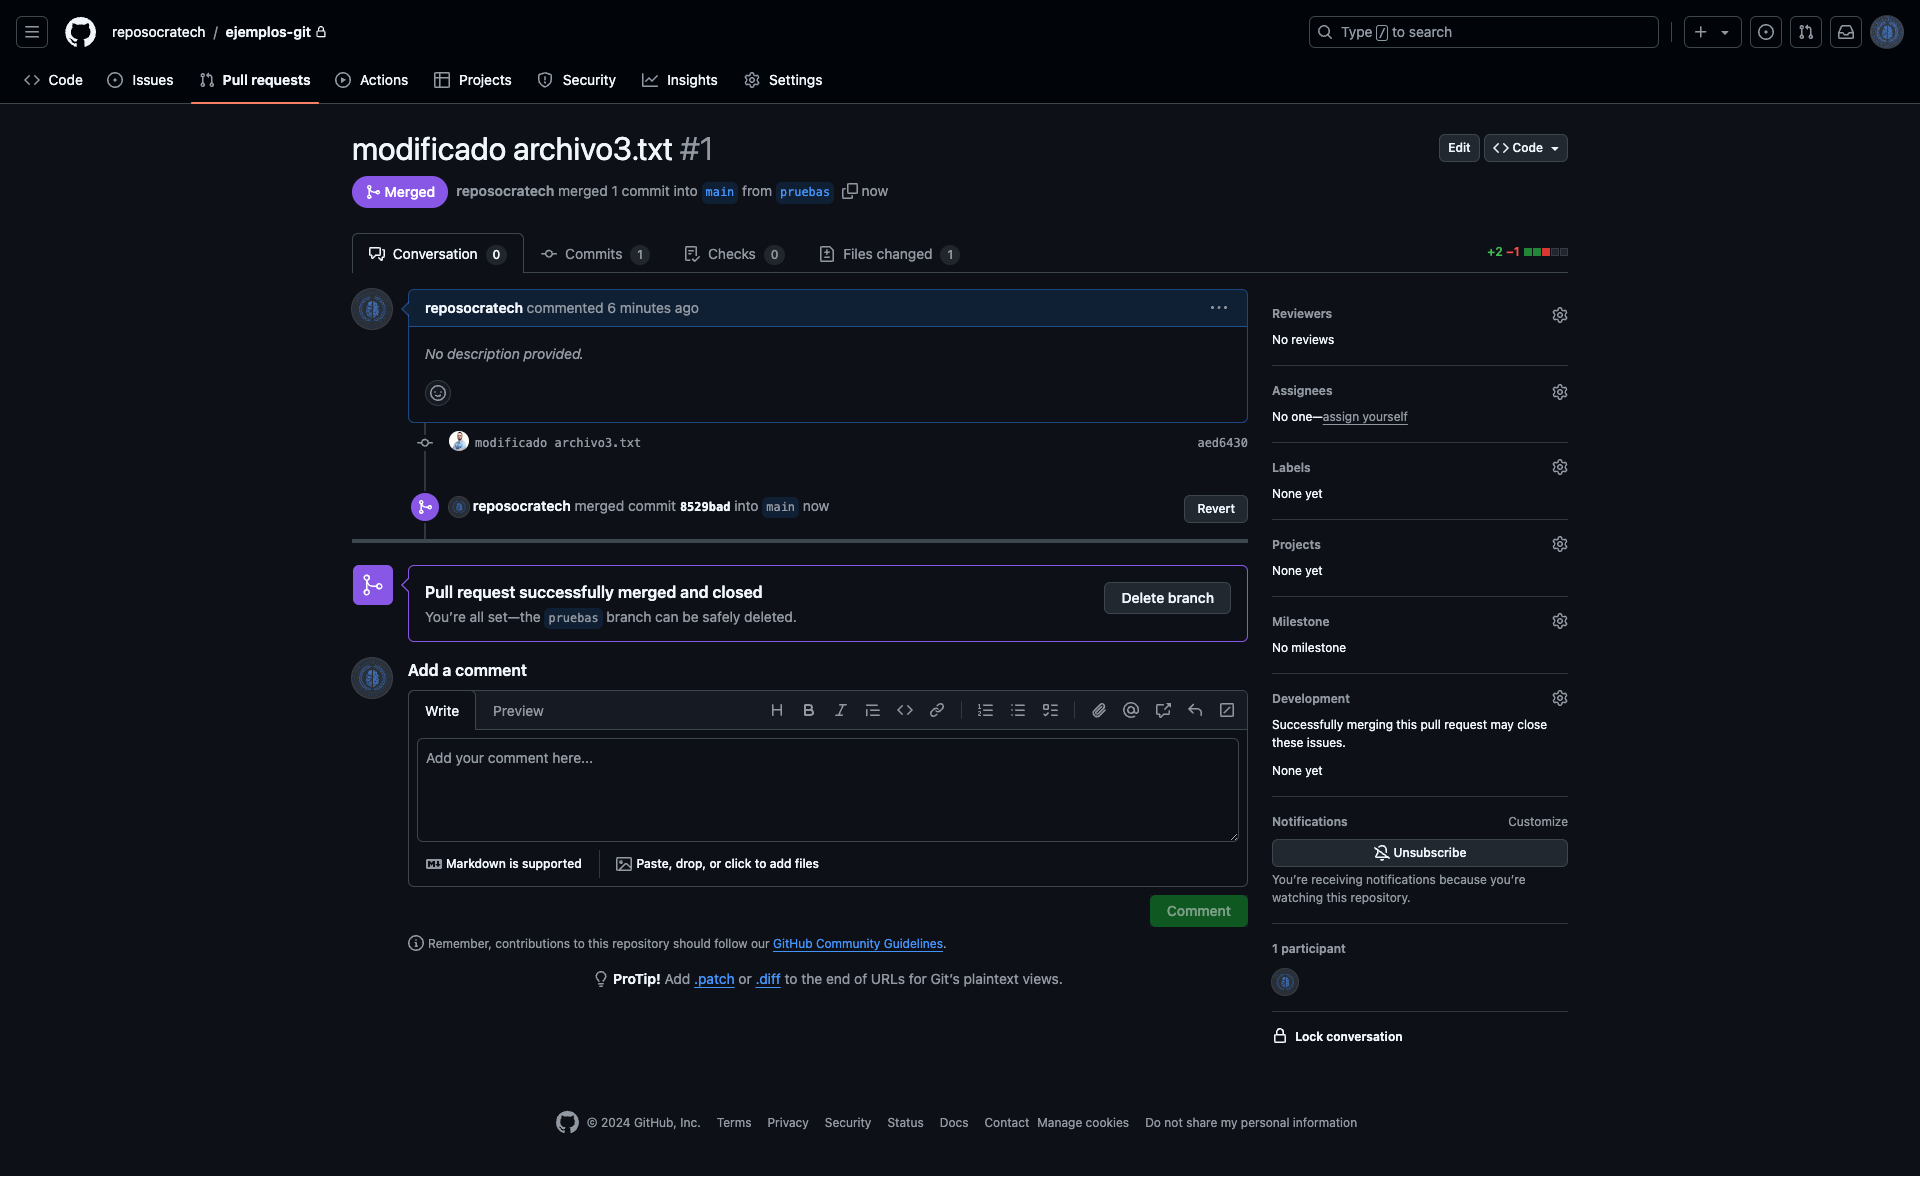 reposocratech / ejemplos-git
Type / to search
Code Issues Pull requests Actions Projects Security Insights Settings
modificado archivo3.txt #1
Edit Code
Merged reposocratech merged 1 commit into main from pruebas now
Conversation 0 Commits 1 Checks 0 Files changed 1
+2 −1
reposocratech commented 6 minutes ago
No description provided.
modificado archivo3.txt aed6430
reposocratech merged commit 8529bad into main now
Revert
Pull request successfully merged and closed
You're all set—the pruebas branch can be safely deleted.
Delete branch
Add a comment
Write Preview
Add your comment here...
Markdown is supported
Paste, drop, or click to add files
Comment
Remember, contributions to this repository should follow our GitHub Community Guidelines.
ProTip! Add .patch or .diff to the end of URLs for Git's plaintext views.
Reviewers
No reviews
Assignees
No one—assign yourself
Labels
None yet
Projects
None yet
Milestone
No milestone
Development
Successfully merging this pull request may close
these issues.
None yet
Notifications Customize
Unsubscribe
You're receiving notifications because you're
watching this repository.
1 participant
Lock conversation
© 2024 GitHub, Inc. Terms Privacy Security Status Docs Contact Manage cookies Do not share my personal information